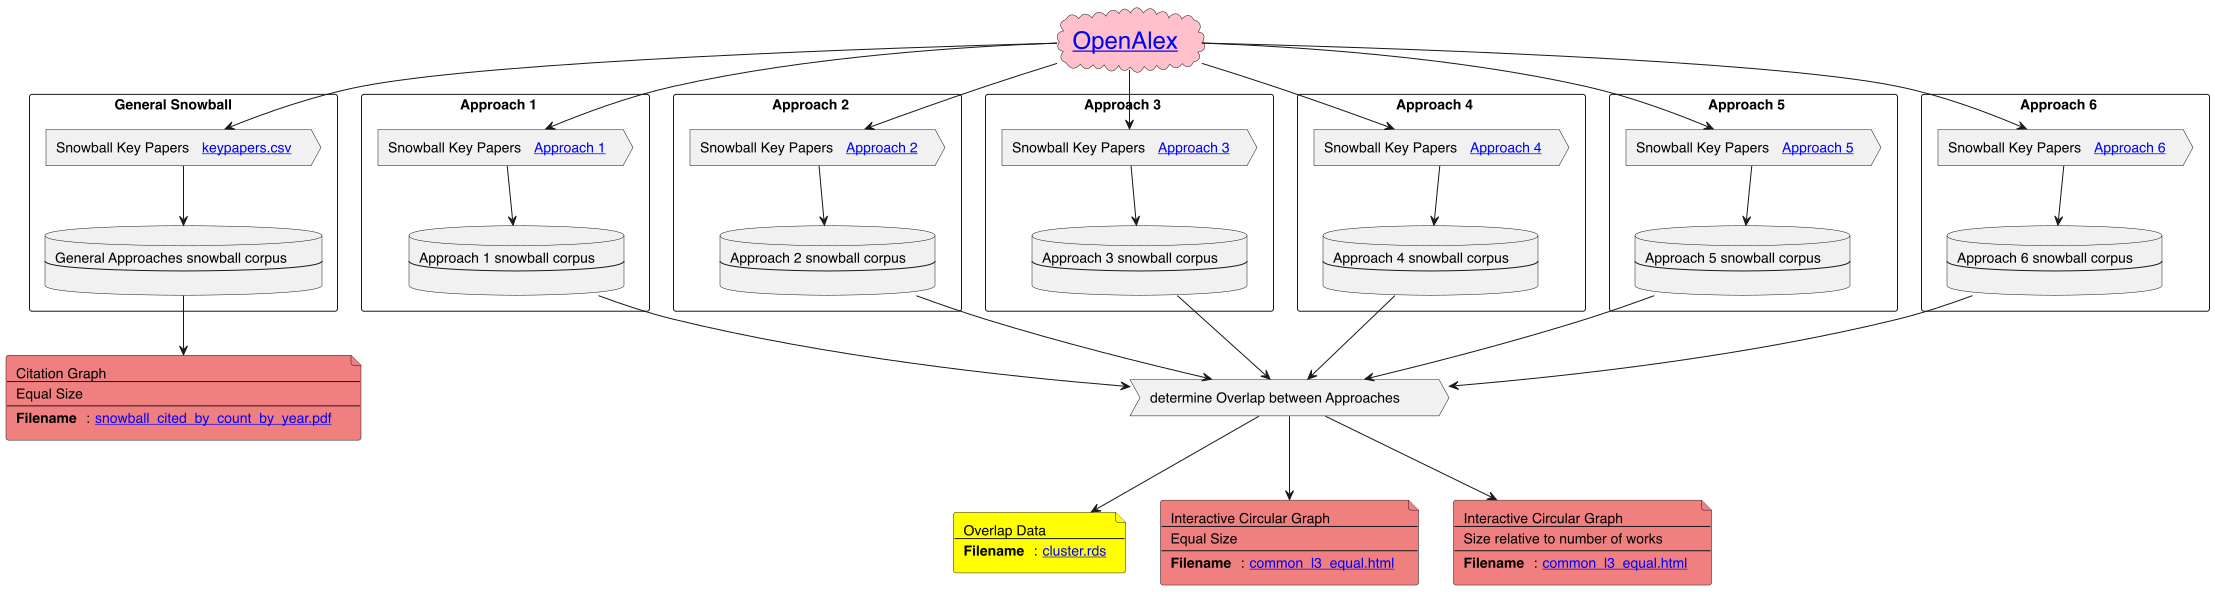 OpenAlex
General Snowball
Approach 1
Approach 2
Approach 3
Approach 4
Approach 5
Approach 6
Snowball Key Papers keypapers.csv
Snowball Key Papers Approach 1
Snowball Key Papers Approach 2
Snowball Key Papers Approach 3
Snowball Key Papers Approach 4
Snowball Key Papers Approach 5
Snowball Key Papers Approach 6
General Approaches snowball corpus
Approach 1 snowball corpus
Approach 2 snowball corpus
Approach 3 snowball corpus
Approach 4 snowball corpus
Approach 5 snowball corpus
Approach 6 snowball corpus
Citation Graph
Equal Size
Filename : snowball_cited_by_count_by_year.pdf
determine Overlap between Approaches
Overlap Data
Filename : cluster.rds
Interactive Circular Graph
Equal Size
Filename : common_l3_equal.html
Interactive Circular Graph
Size relative to number of works
Filename : common_l3_equal.html